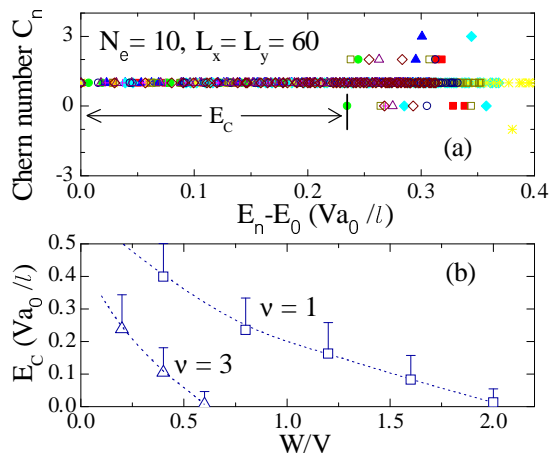 N_e= 10, L_x= L_y= 60
Chern number C_n
3
0
-3
E_C
(a)
0.0 0.1 0.2 0.3 0.4
E_n-E_0 (Va_0/l)
E_C (Va_0/l)
0.5
0.4
0.3
0.2
0.1
0.0
(b)
ν = 1
ν = 3
0.0 0.5 1.0 1.5 2.0
W/V